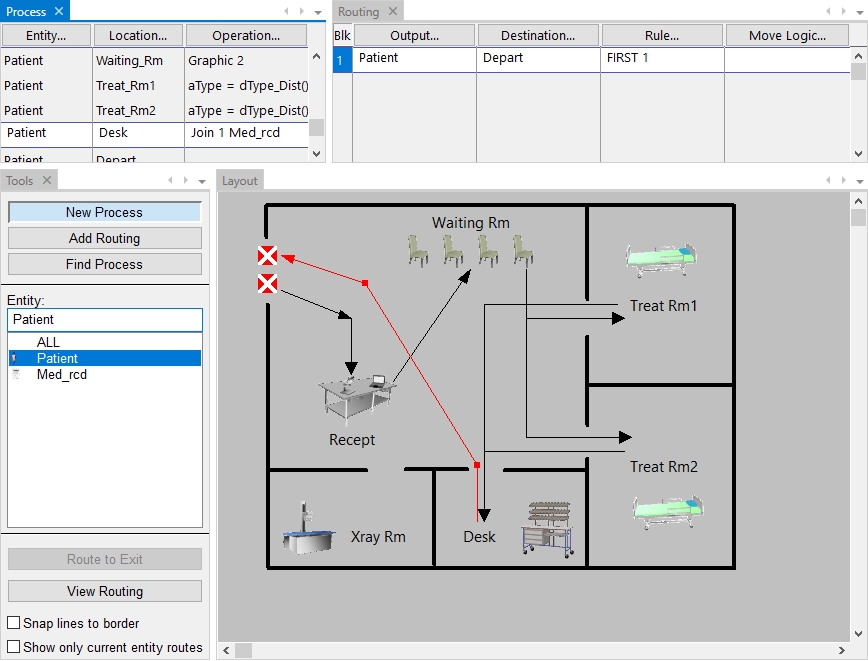 Process
Routing
Entity... Location... Operation...
Blk Output... Destination... Rule... Move Logic...
Patient Waiting_Rm Graphic 2
1 Patient Depart FIRST 1
Patient Treat_Rm1 aType = dType_Dist()
Patient Treat_Rm2 aType = dType_Dist()
Patient Desk Join 1 Med_rcd
Patient Depart
Tools
Layout
New Process
Add Routing
Find Process
Entity:
Patient
ALL
Patient
Med_rcd
Route to Exit
View Routing
Snap lines to border
Show only current entity routes
Waiting Rm
Treat Rm1
Recept
Treat Rm2
Xray Rm
Desk